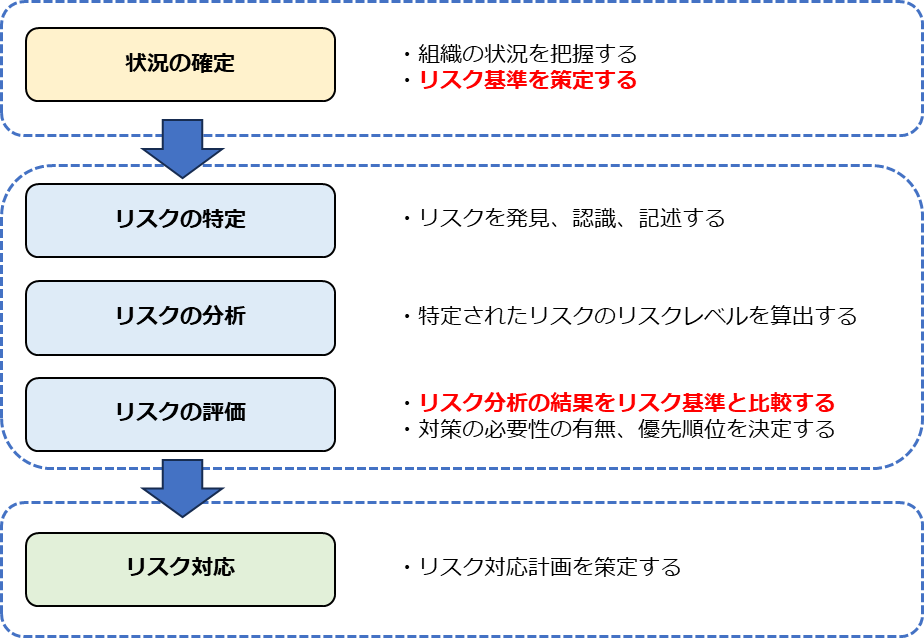 状況の確定
・組織の状況を把握する
・リスク基準を策定する
リスクの特定
・リスクを発見、認識、記述する
リスクの分析
・特定されたリスクのリスクレベルを算出する
リスクの評価
・リスク分析の結果をリスク基準と比較する
・対策の必要性の有無、優先順位を決定する
リスク対応
・リスク対応計画を策定する